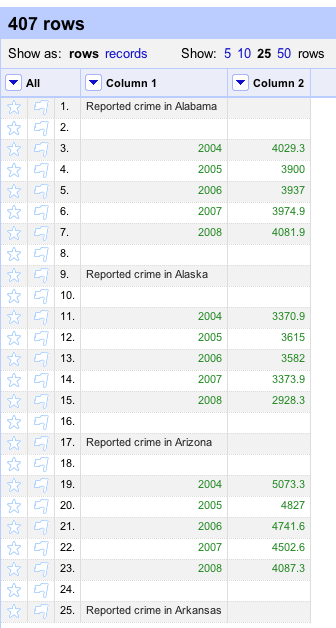 407 rows
Show as: rows records Show: 5 10 25 50 rows
All Column 1 Column 2
1. Reported crime in Alabama
2.
3. 2004 4029.3
4. 2005 3900
5. 2006 3937
6. 2007 3974.9
7. 2008 4081.9
8.
9. Reported crime in Alaska
10.
11. 2004 3370.9
12. 2005 3615
13. 2006 3582
14. 2007 3373.9
15. 2008 2928.3
16.
17. Reported crime in Arizona
18.
19. 2004 5073.3
20. 2005 4827
21. 2006 4741.6
22. 2007 4502.6
23. 2008 4087.3
24.
25. Reported crime in Arkansas